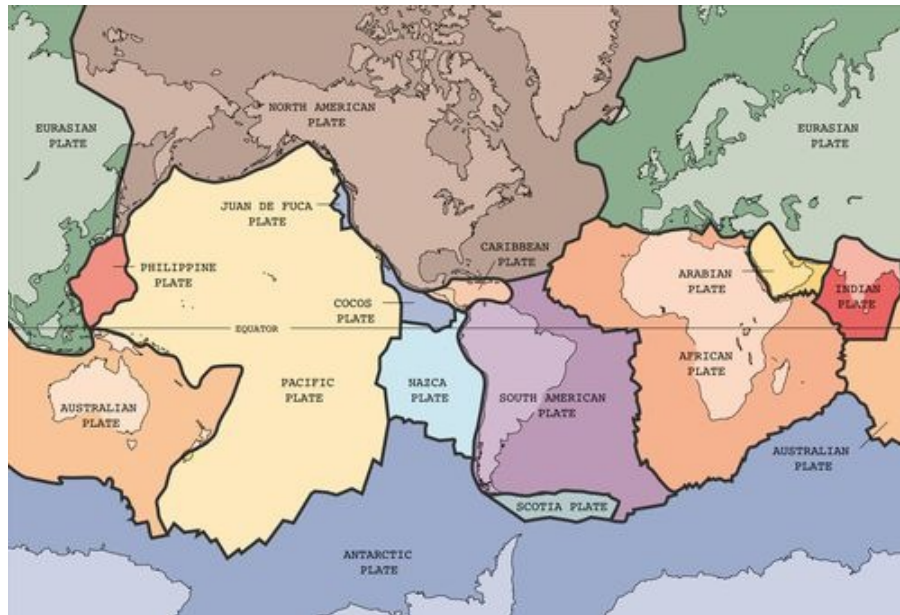 NORTH AMERICAN
PLATE
EURASIAN
PLATE
EURASIAN
PLATE
JUAN DE FUCA
PLATE
CARIBBEAN
PLATE
PHILIPPINE
PLATE
ARABIAN
PLATE
INDIAN
PLATE
COCOS
PLATE
EQUATOR
AFRICAN
PLATE
PACIFIC
PLATE
NAZCA
PLATE
SOUTH AMERICAN
PLATE
AUSTRALIAN
PLATE
AUSTRALIAN
PLATE
SCOTIA PLATE
ANTARCTIC
PLATE